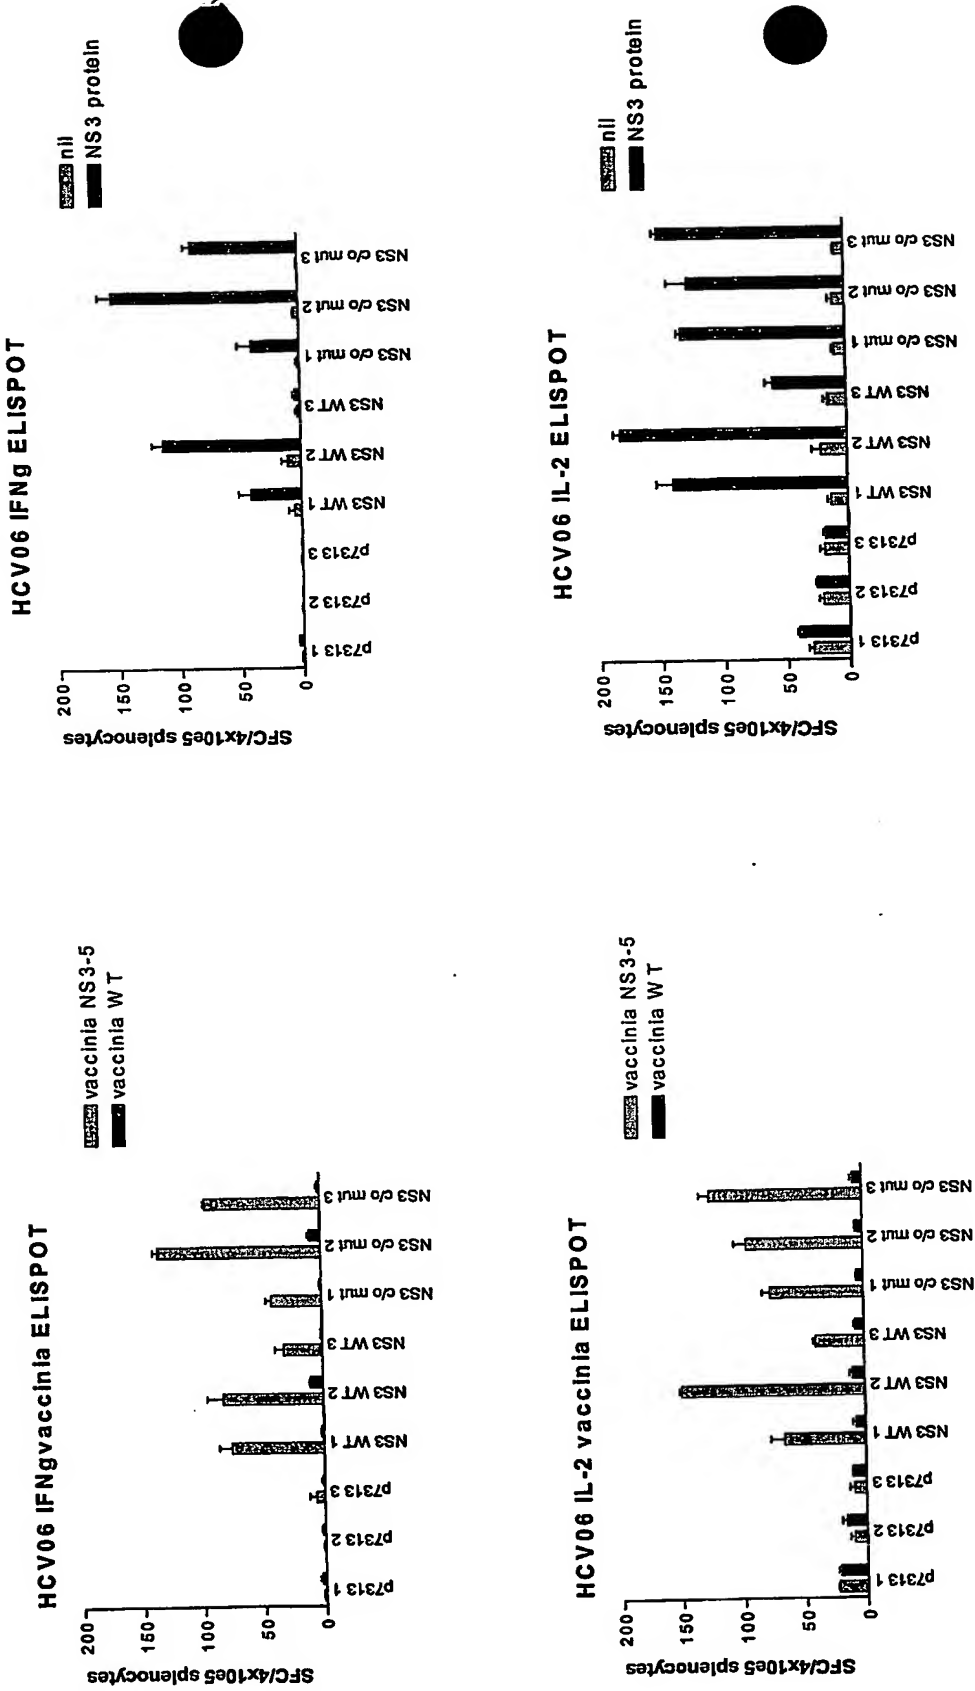 HCV06 IFNg ELISPOT
nil
NS3 protein
SFC/4x10e5 splenocytes
200
150
100
50
0
p7313 1
p7313 2
p7313 3
NS3 WT 1
NS3 WT 2
NS3 WT 3
NS3 c/o mut 1
NS3 c/o mut 2
NS3 c/o mut 3
HCV06 IL-2 ELISPOT
nil
NS3 protein
SFC/4x10e5 splenocytes
200
150
100
50
0
p7313 1
p7313 2
p7313 3
NS3 WT 1
NS3 WT 2
NS3 WT 3
NS3 c/o mut 1
NS3 c/o mut 2
NS3 c/o mut 3
HCV06 IFNgvaccinia ELISPOT
vaccinia NS3-5
vaccinia WT
SFC/4x10e5 splenocytes
200
150
100
50
0
p7313 1
p7313 2
p7313 3
NS3 WT 1
NS3 WT 2
NS3 WT 3
NS3 c/o mut 1
NS3 c/o mut 2
NS3 c/o mut 3
HCV06 IL-2 vaccinia ELISPOT
vaccinia NS3-5
vaccinia WT
SFC/4x10e5 splenocytes
200
150
100
50
0
p7313 1
p7313 2
p7313 3
NS3 WT 1
NS3 WT 2
NS3 WT 3
NS3 c/o mut 1
NS3 c/o mut 2
NS3 c/o mut 3